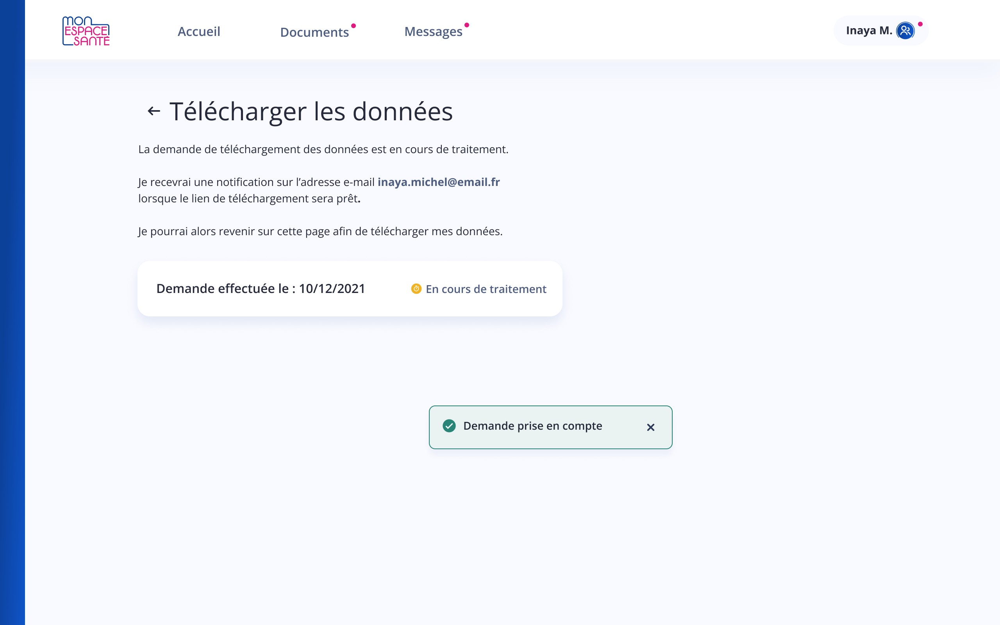 mon
ESPACE
SANTÉ
Accueil
Documents
Messages
Inaya M.
Télécharger les données
La demande de téléchargement des données est en cours de traitement.
Je recevrai une notification sur l’adresse e-mail inaya.michel@email.fr
lorsque le lien de téléchargement sera prêt.
Je pourrai alors revenir sur cette page afin de télécharger mes données.
Demande effectuée le : 10/12/2021
En cours de traitement
Demande prise en compte